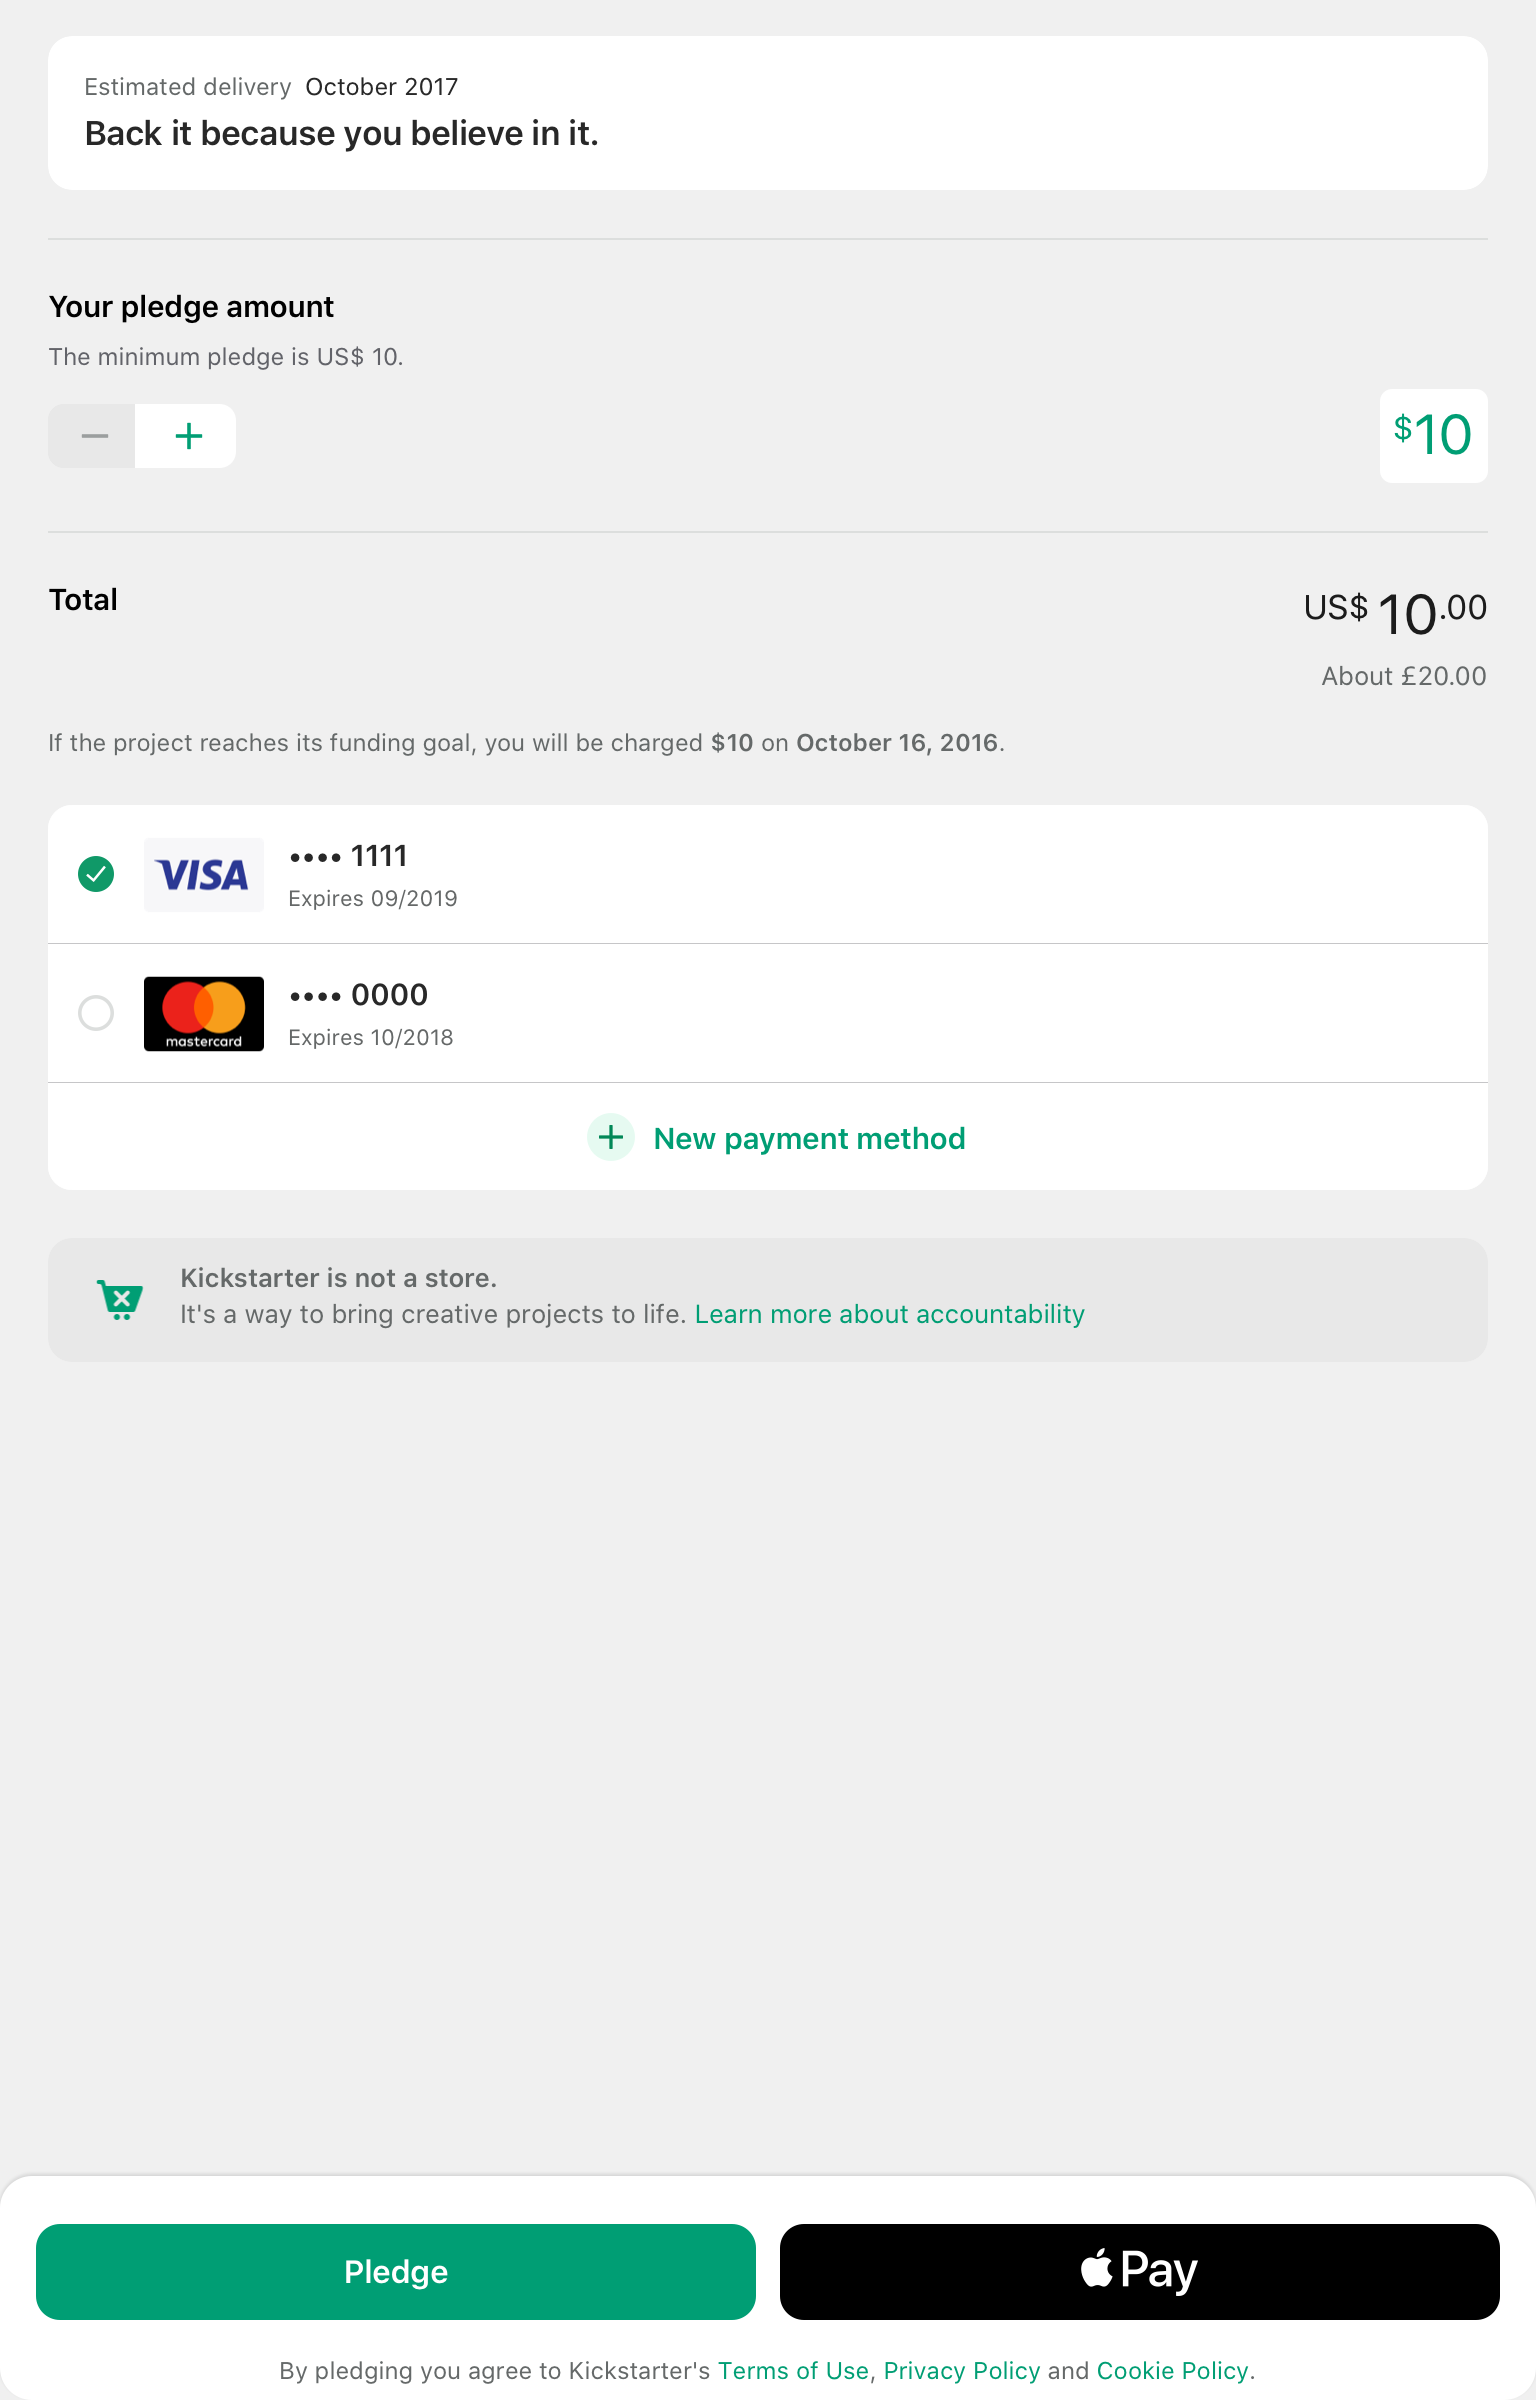 Estimated delivery October 2017
Back it because you believe in it.
Your pledge amount
The minimum pledge is US$ 10.
$10
Total
US$ 10.00
About £20.00
If the project reaches its funding goal, you will be charged $10 on October 16, 2016.
VISA
•••• 1111
Expires 09/2019
mastercard
•••• 0000
Expires 10/2018
New payment method
Kickstarter is not a store.
It's a way to bring creative projects to life. Learn more about accountability
Pledge
Pay
By pledging you agree to Kickstarter's Terms of Use, Privacy Policy and Cookie Policy.